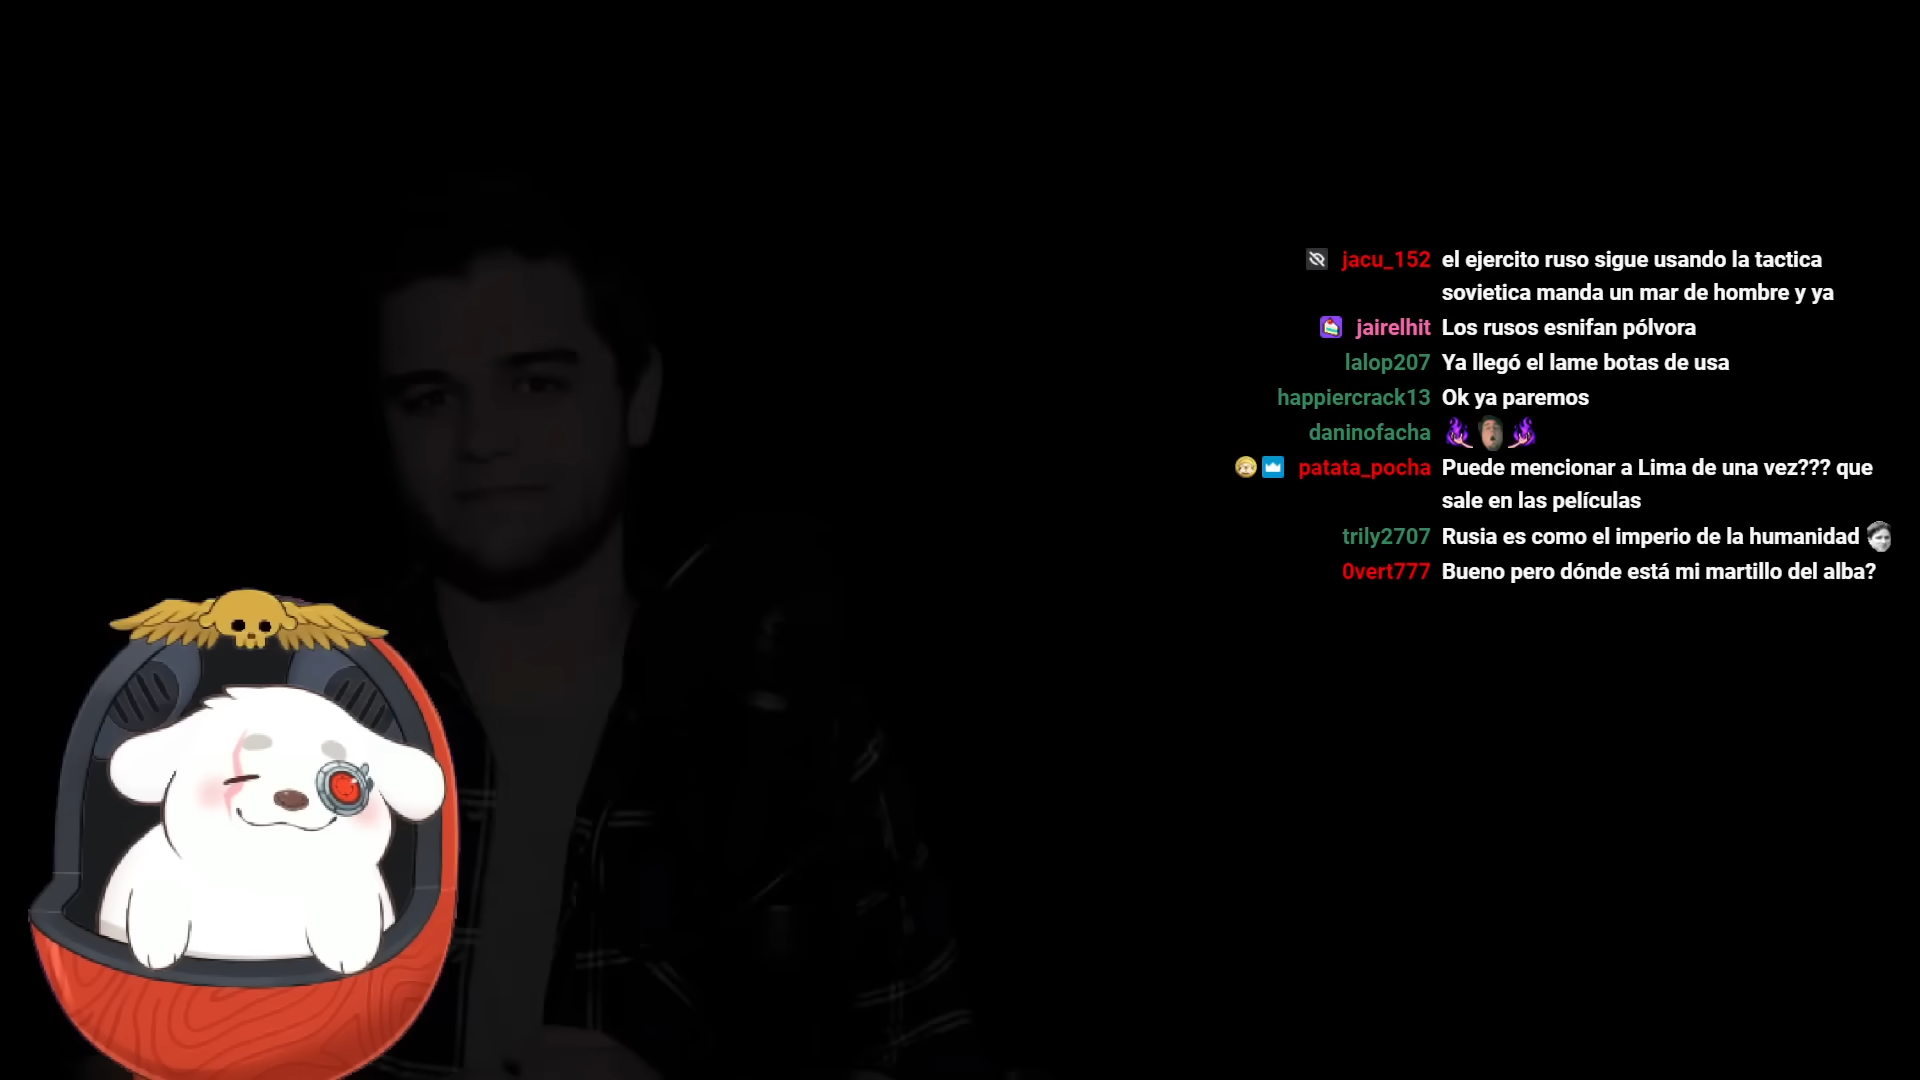 jacu_152 el ejercito ruso sigue usando la tactica
sovietica manda un mar de hombre y ya
jairelhit Los rusos esnifan pólvora
lalop207 Ya llegó el lame botas de usa
happiercrack13 Ok ya paremos
daninofacha
patata_pocha Puede mencionar a Lima de una vez??? que
sale en las películas
trily2707 Rusia es como el imperio de la humanidad
0vert777 Bueno pero dónde está mi martillo del alba?